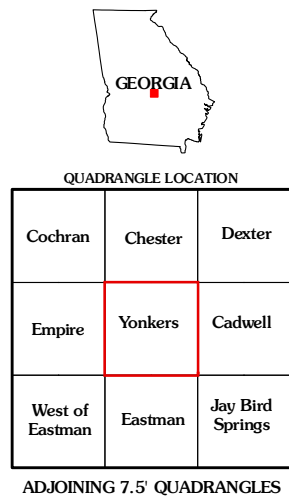 GEORGIA
QUADRANGLE LOCATION
Cochran
Chester
Dexter
Empire
Yonkers
Cadwell
West of
Eastman
Eastman
Jay Bird
Springs
ADJOINING 7.5' QUADRANGLES